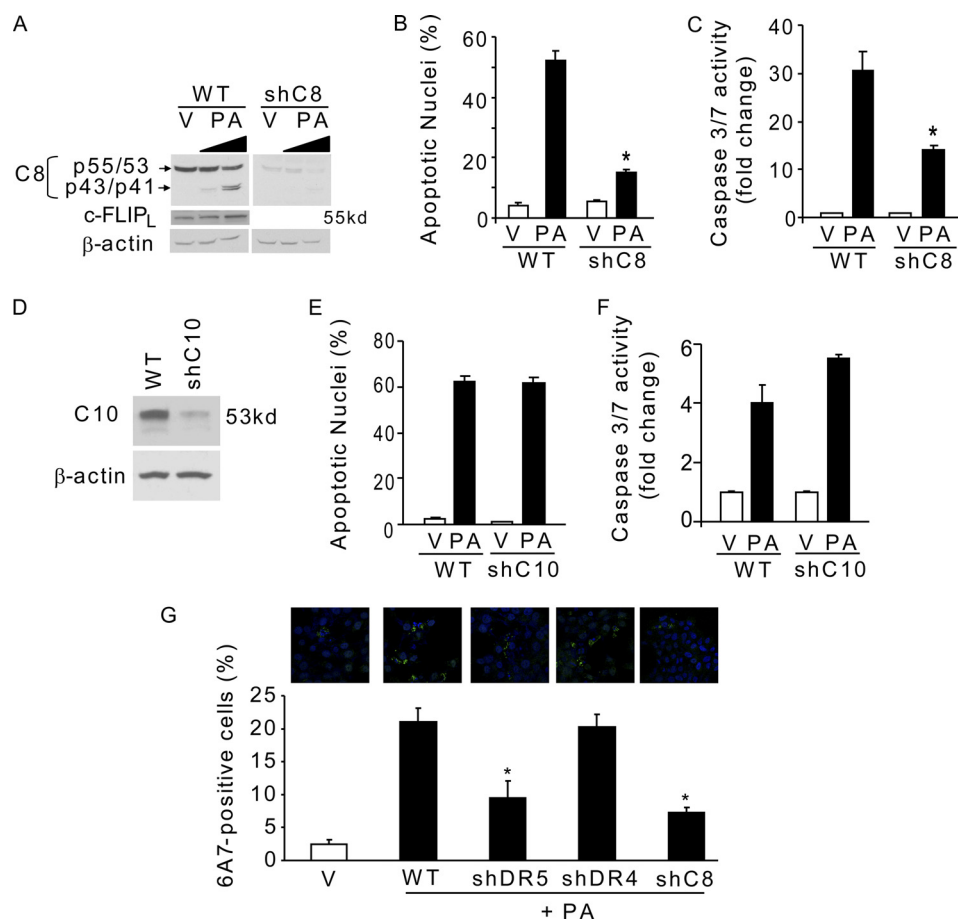 A
WT shC8
V PA V PA
C8
p55/53
p43/p41
c-FLIPL 55kd
β-actin
B
Apoptotic Nuclei (%)
60
40
20
0
V PA V PA
WT shC8
*
C
Caspase 3/7 activity
(fold change)
40
30
20
10
0
V PA V PA
WT shC8
*
D
WT shC10
C10 53kd
β-actin
E
Apoptotic Nuclei (%)
80
60
40
20
0
V PA V PA
WT shC10
F
Caspase 3/7 activity
(fold change)
6
4
2
0
V PA V PA
WT shC10
G
6A7-positive cells (%)
25
20
15
10
5
0
* *
V WT shDR5 shDR4 shC8
+ PA